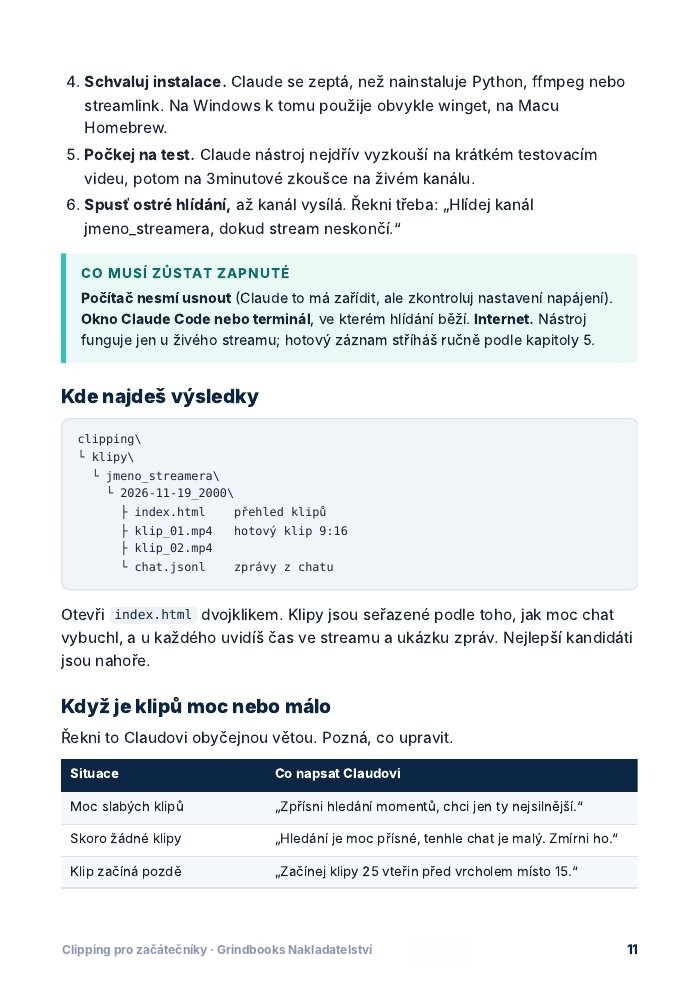 4. Schvaluj instalace. Claude se zeptá, než nainstaluje Python, ffmpeg nebo
streamlink. Na Windows k tomu použije obvykle winget, na Macu
Homebrew.
5. Počkej na test. Claude nástroj nejdřív vyzkouší na krátkém testovacím
videu, potom na 3minutové zkoušce na živém kanálu.
6. Spusť ostré hlídání, až kanál vysílá. Řekni třeba: „Hlídej kanál
jmeno_streamera, dokud stream neskončí.“
CO MUSÍ ZŮSTAT ZAPNUTÉ
Počítač nesmí usnout (Claude to má zařídit, ale zkontroluj nastavení napájení).
Okno Claude Code nebo terminál, ve kterém hlídání běží. Internet. Nástroj
funguje jen u živého streamu; hotový záznam stříháš ručně podle kapitoly 5.
Kde najdeš výsledky
clipping\
└ klipy\
└ jmeno_streamera\
└ 2026-11-19_2000\
├ index.html přehled klipů
├ klip_01.mp4 hotový klip 9:16
├ klip_02.mp4
└ chat.jsonl zprávy z chatu
Otevři index.html dvojklikem. Klipy jsou seřazené podle toho, jak moc chat
vybuchl, a u každého uvidíš čas ve streamu a ukázku zpráv. Nejlepší kandidáti
jsou nahoře.
Když je klipů moc nebo málo
Řekni to Claudovi obyčejnou větou. Pozná, co upravit.
Situace Co napsat Claudovi
Moc slabých klipů „Zpřísni hledání momentů, chci jen ty nejsilnější.“
Skoro žádné klipy „Hledání je moc přísné, tenhle chat je malý. Zmírni ho.“
Klip začíná pozdě „Začínej klipy 25 vteřin před vrcholem místo 15.“
Clipping pro začátečníky · Grindbooks Nakladatelství 11